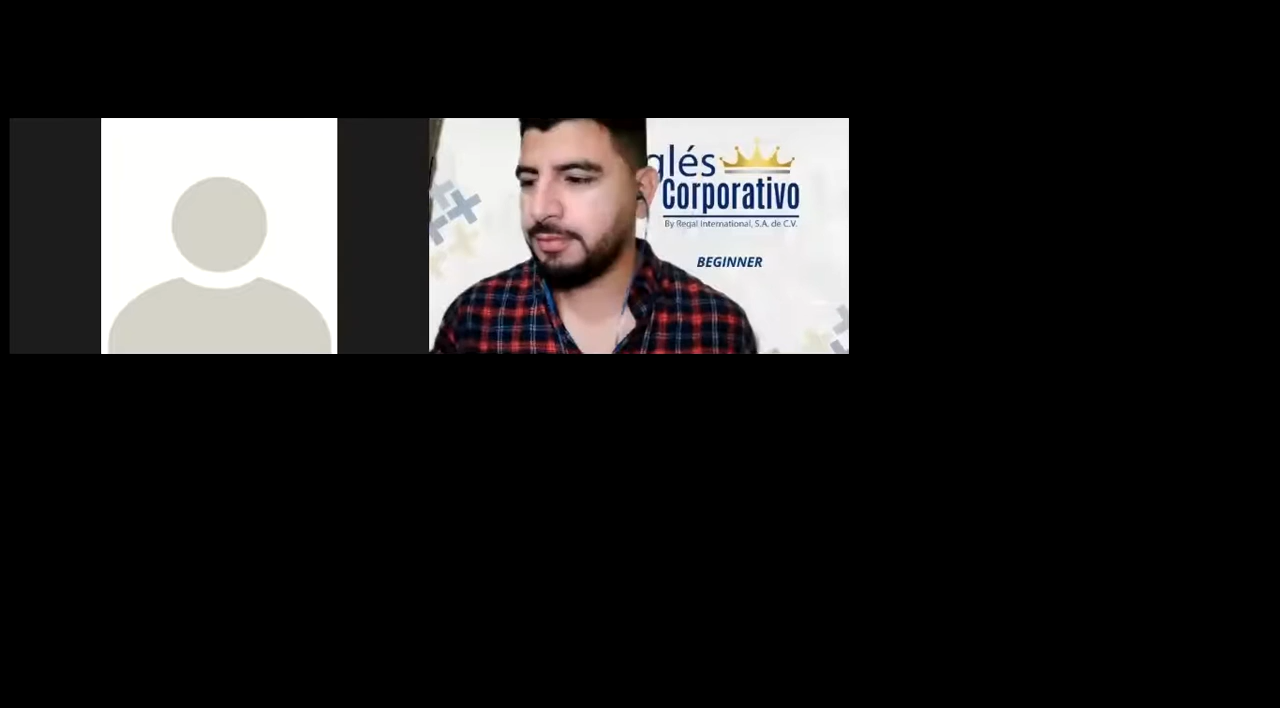 glés
Corporativo
By Regal International, S.A. de C.V.
BEGINNER